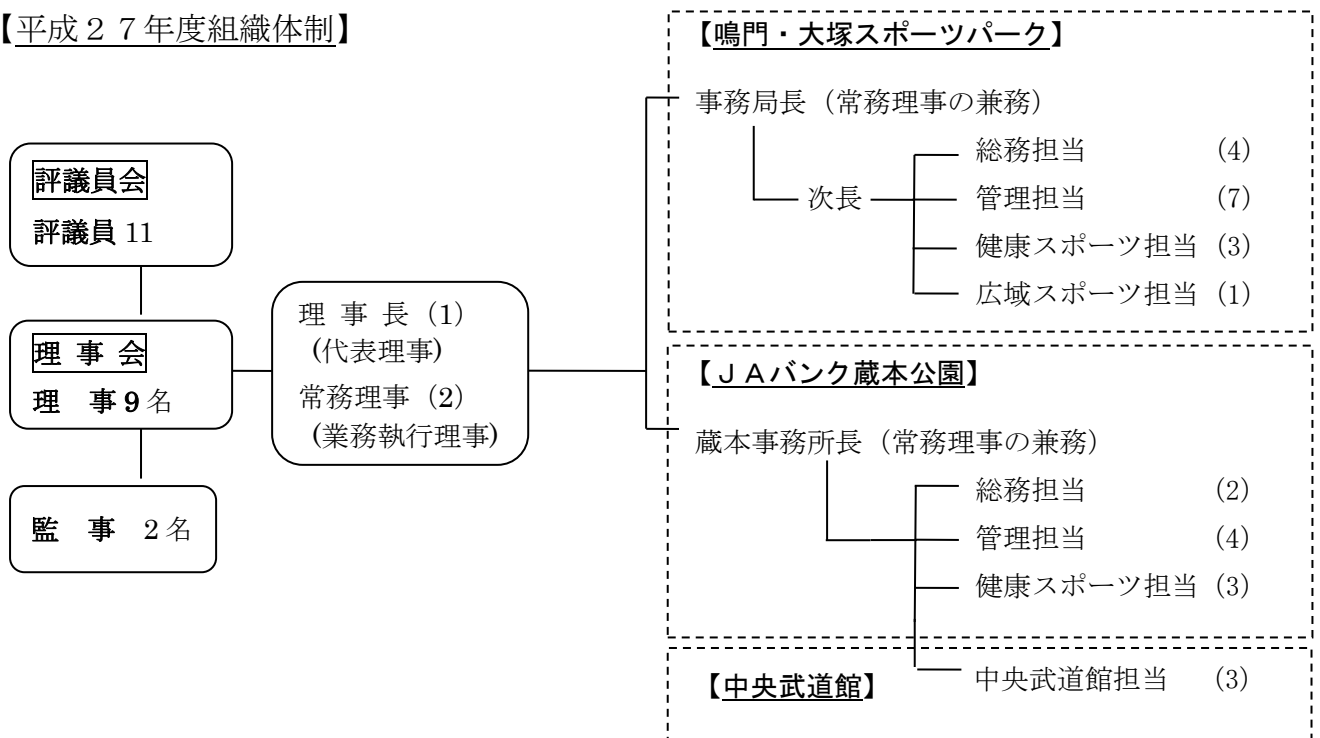 【平成２７年度組織体制】
評議員会
評議員 11
理 事 会
理　事 9 名
監　事　2 名
理 事 長（1）
(代表理事)
常務理事（2）
(業務執行理事)
【鳴門・大塚スポーツパーク】
事務局長（常務理事の兼務）
次長
総務担当　（4）
管理担当　（7）
健康スポーツ担当（3）
広域スポーツ担当（1）
【ＪＡバンク蔵本公園】
蔵本事務所長（常務理事の兼務）
総務担当　（2）
管理担当　（4）
健康スポーツ担当（3）
【中央武道館】
中央武道館担当　（3）